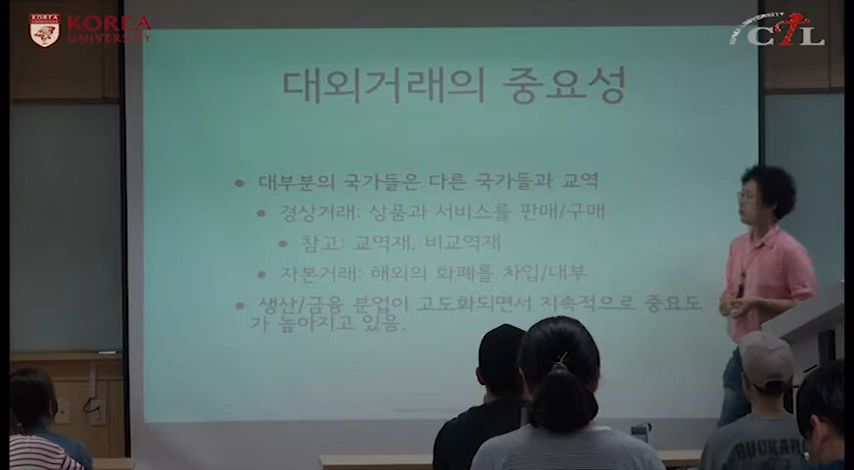 KOREA
UNIVERSITY
KOREA UNIVERSITY
CTL
대외거래의 중요성
대부분의 국가들은 다른 국가들과 교역
경상거래: 상품과 서비스를 판매/구매
참고: 교역재, 비교역재
자본거래: 해외의 화폐를 차입/대부
생산/금융 분업이 고도화되면서 지속적으로 중요도
가 높아지고 있음.